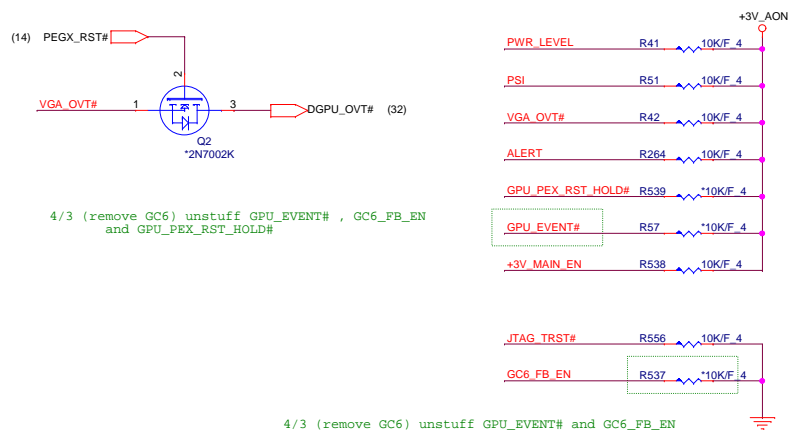 +3V_AON
(14) PEGX_RST#
2
VGA_OVT# 1 3 DGPU_OVT# (32)
Q2
*2N7002K
4/3 (remove GC6) unstuff GPU_EVENT# , GC6_FB_EN
and GPU_PEX_RST_HOLD#
PWR_LEVEL R41 10K/F_4
PSI R51 10K/F_4
VGA_OVT# R42 10K/F_4
ALERT R264 10K/F_4
GPU_PEX_RST_HOLD# R539 *10K/F_4
GPU_EVENT# R57 *10K/F_4
+3V_MAIN_EN R538 10K/F_4
JTAG_TRST# R556 10K/F_4
GC6_FB_EN R537 *10K/F_4
4/3 (remove GC6) unstuff GPU_EVENT# and GC6_FB_EN